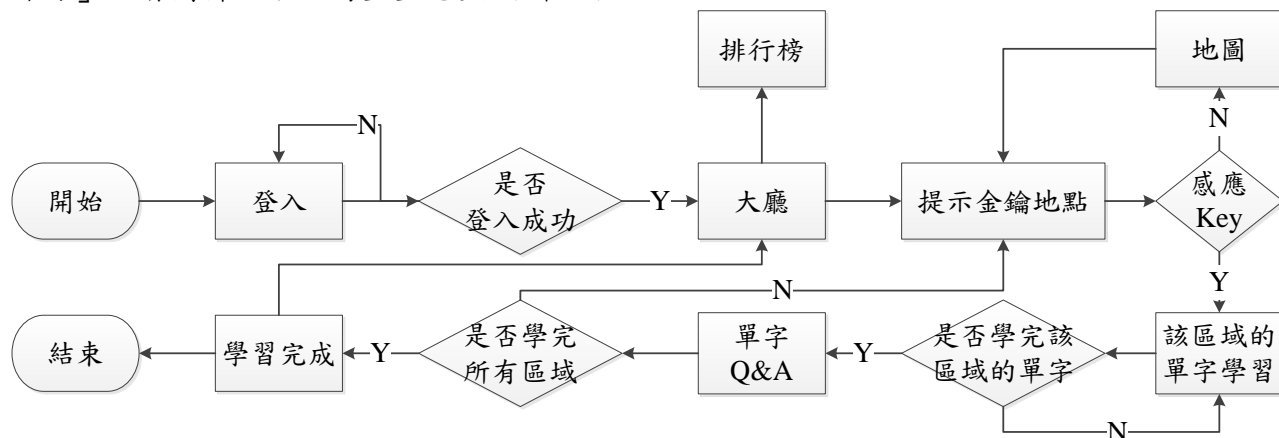 排行榜
地圖
N
N
開始
登入
是否
登入成功
Y
大廳
提示金鑰地點
感應
Key
Y
N
結束
學習完成
Y
是否學完
所有區域
單字
Q&A
Y
是否學完該
區域的單字
該區域的
單字學習
N